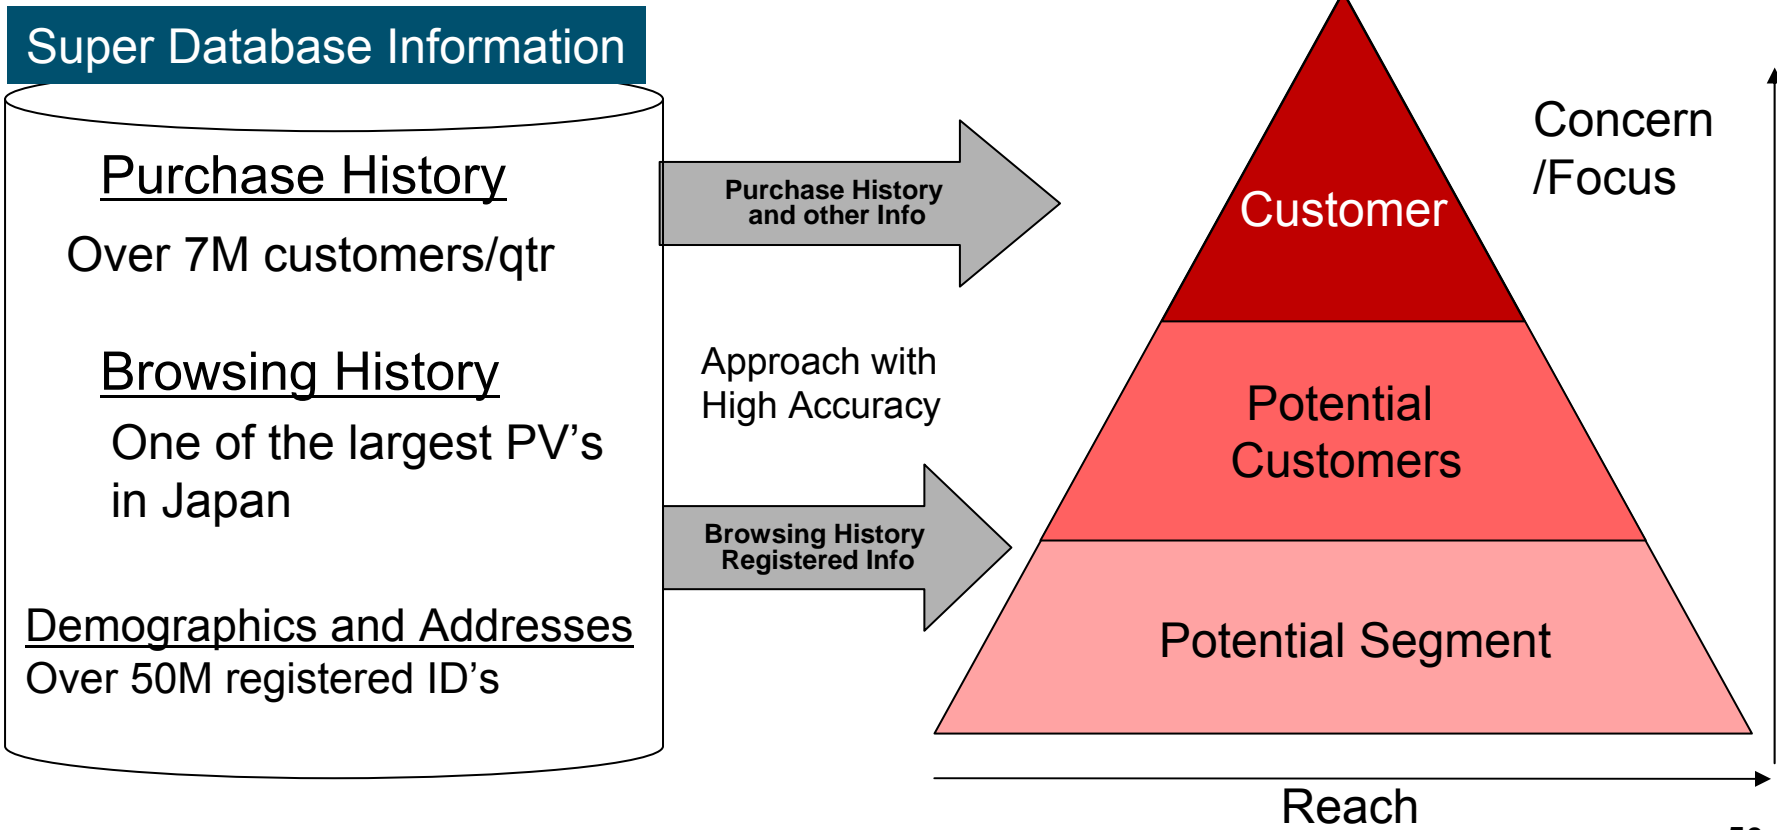 Super Database Information
Purchase History
Over 7M customers/qtr
Browsing History
One of the largest PV’s
in Japan
Demographics and Addresses
Over 50M registered ID’s
Purchase History
and other Info
Approach with
High Accuracy
Browsing History
Registered Info
Customer
Potential
Customers
Potential Segment
Concern
/Focus
Reach